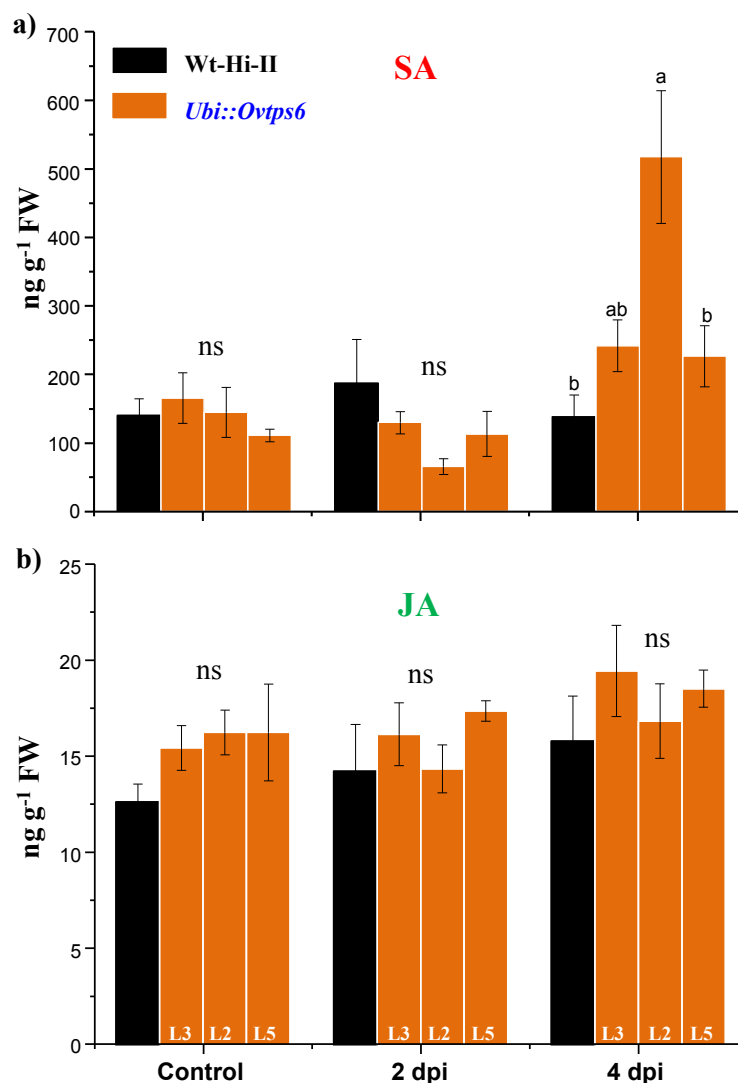 a)
700
600
500
400
300
200
100
0
ng g⁻¹ FW
Wt-Hi-II
Ubi::Ovtps6
SA
ns
ns
b
ab
a
b
b)
25
20
15
10
5
0
ng g⁻¹ FW
JA
ns
ns
ns
L3 L2 L5
L3 L2 L5
L3 L2 L5
Control 2 dpi 4 dpi